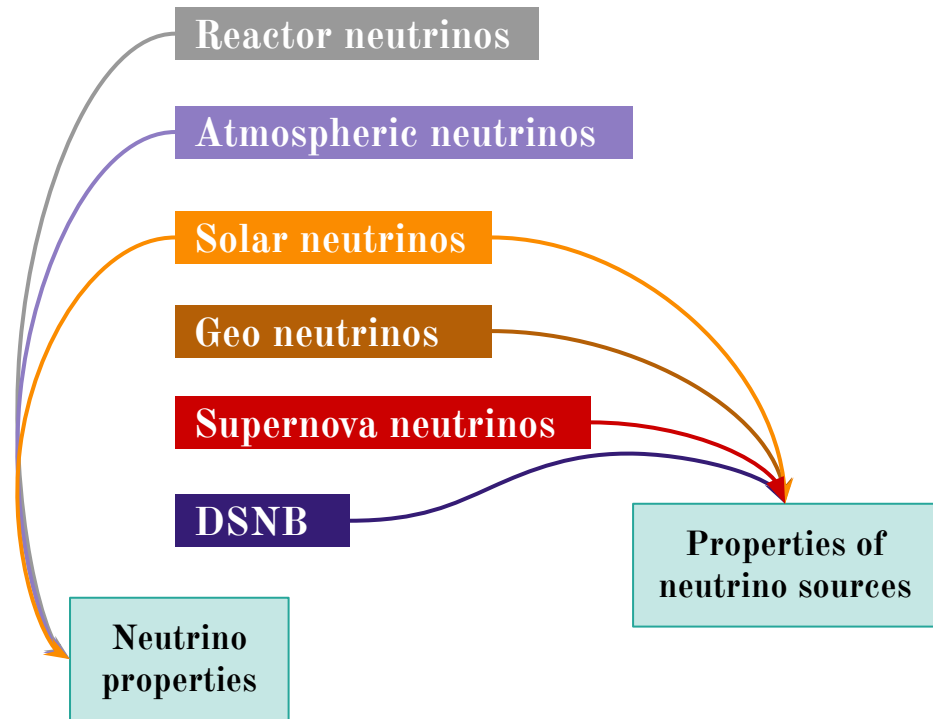 Reactor neutrinos
Atmospheric neutrinos
Solar neutrinos
Geo neutrinos
Supernova neutrinos
DSNB
Properties of
neutrino sources
Neutrino
properties